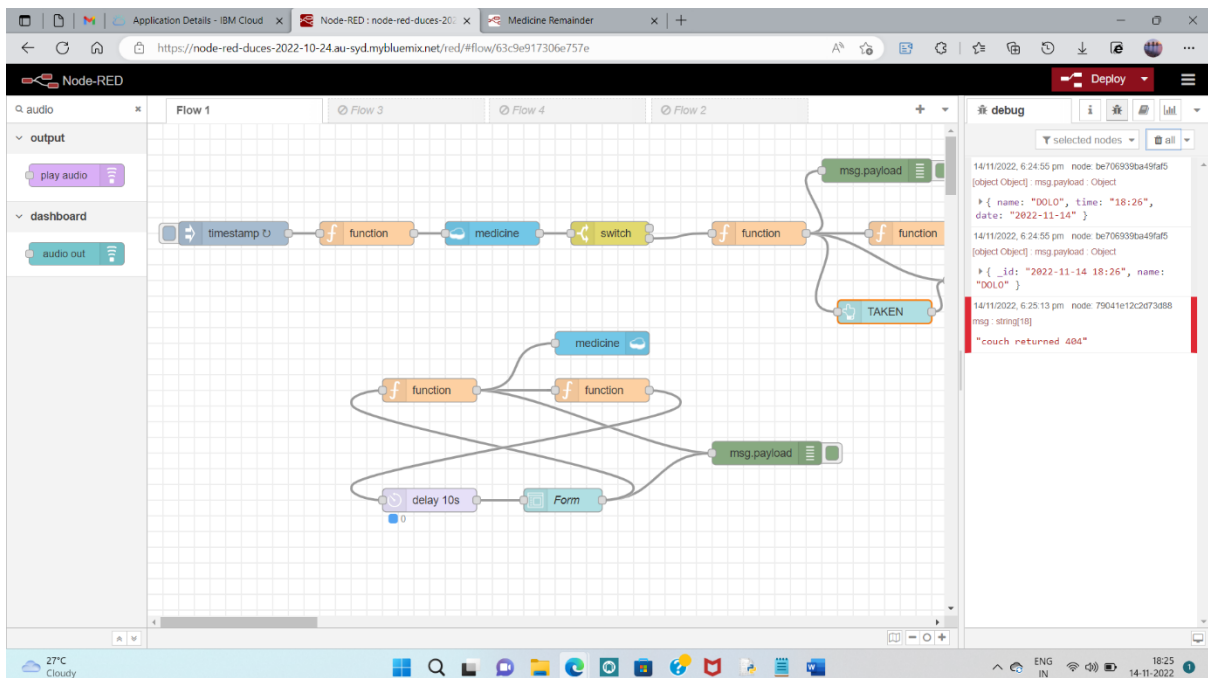 Application Details - IBM Cloud
Node-RED : node-red-duces-202
Medicine Remainder
https://node-red-duces-2022-10-24.au-syd.mybluemix.net/red/#flow/63c9e917306e757e
Node-RED
Deploy
audio
Flow 1
Flow 3
Flow 4
Flow 2
debug
output
selected nodes
all
play audio
dashboard
audio out
timestamp ↻
function
medicine
switch
function
msg.payload
function
TAKEN
medicine
function
function
msg.payload
delay 10s
Form
0
14/11/2022, 6:24:55 pm node: be706939ba49faf5
[object Object] : msg.payload : Object
{ name: "DOLO", time: "18:26",
date: "2022-11-14" }
14/11/2022, 6:24:55 pm node: be706939ba49faf5
[object Object] : msg.payload : Object
{ _id: "2022-11-14 18:26", name:
"DOLO" }
14/11/2022, 6:25:13 pm node: 79041e12c2d73d88
msg : string[18]
"couch returned 404"
27°C
Cloudy
ENG
IN
18:25
14-11-2022
1